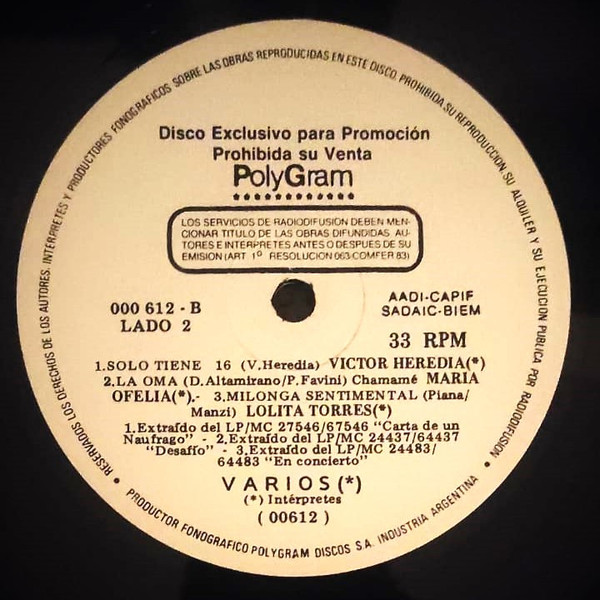 RESERVADOS LOS DERECHOS DE LOS AUTORES, INTERPRETES Y PRODUCTORES FONOGRAFICOS SOBRE LAS OBRAS REPRODUCIDAS EN ESTE DISCO. PROHIBIDA SU REPRODUCCION, SU ALQUILER Y SU EJECUCION PUBLICA POR RADIODIFUSION
Disco Exclusivo para Promoción
Prohibida su Venta
PolyGram
LOS SERVICIOS DE RADIODIFUSION DEBEN MEN-
CIONAR TITULO DE LAS OBRAS DIFUNDIDAS, AU-
TORES E INTERPRETES ANTES O DESPUES DE SU
EMISION (ART. 1º RESOLUCION 063-COMFER 83)
000 612 - B
LADO 2
AADI-CAPIF
SADAIC-BIEM
33 RPM
1.SOLO TIENE 16 (V.Heredia) VICTOR HEREDIA(*)
2.LA OMA (D.Altamirano/P.Favini) Chamamé MARIA
OFELIA(*).- 3.MILONGA SENTIMENTAL (Piana/
Manzi) LOLITA TORRES(*)
1.Extraído del LP/MC 27546/67546 "Carta de un
Naufrago" - 2.Extraído del LP/MC 24437/64437
"Desaffo" - 3.Extraído del LP/MC 24483/
64483 "En concierto"
VARIOS(*)
(*) Intérpretes
( 00612 )
PRODUCTOR FONOGRAFICO POLYGRAM DISCOS S.A. INDUSTRIA ARGENTINA